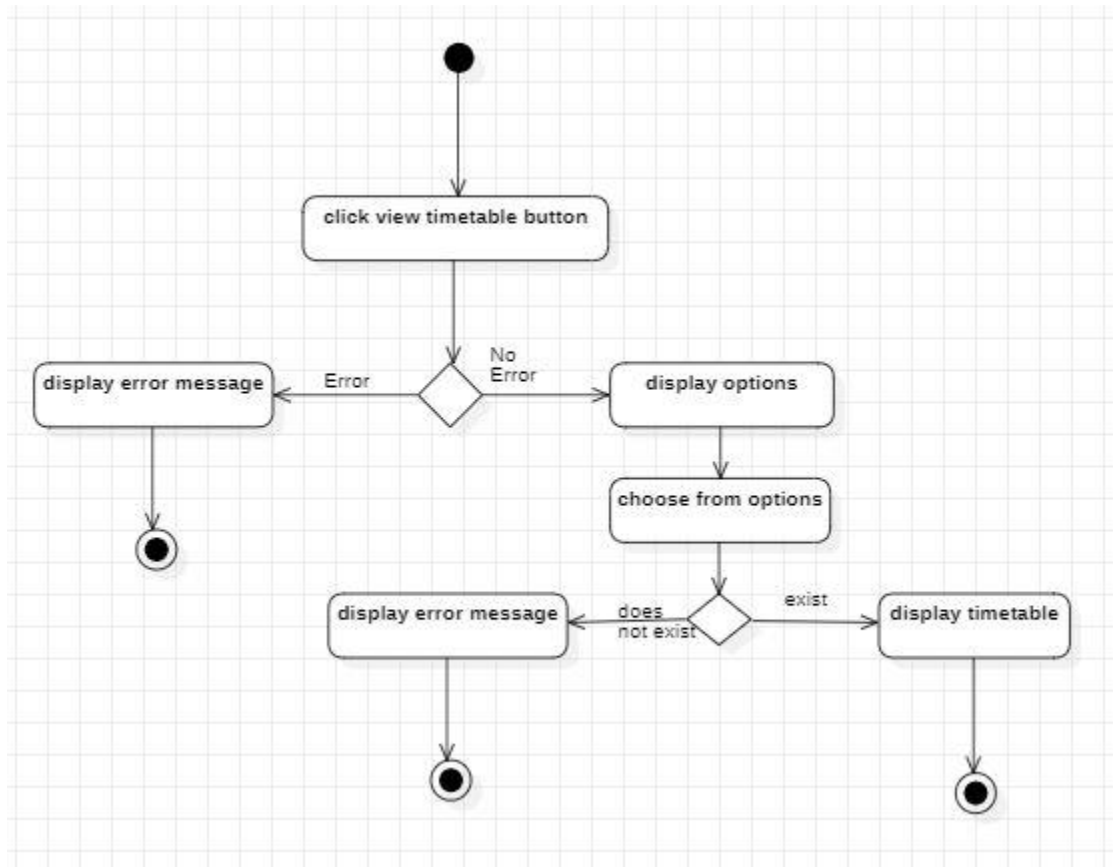 click view timetable button
No
Error
display error message
Error
display options
choose from options
display error message
does
not exist
exist
display timetable